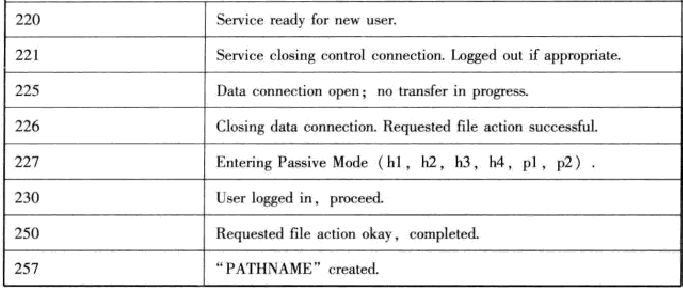 220 Service ready for new user.
221 Service closing control connection. Logged out if appropriate.
225 Data connection open; no transfer in progress.
226 Closing data connection. Requested file action successful.
227 Entering Passive Mode (h1, h2, h3, h4, p1, p2) .
230 User logged in, proceed.
250 Requested file action okay, completed.
257 "PATHNAME" created.